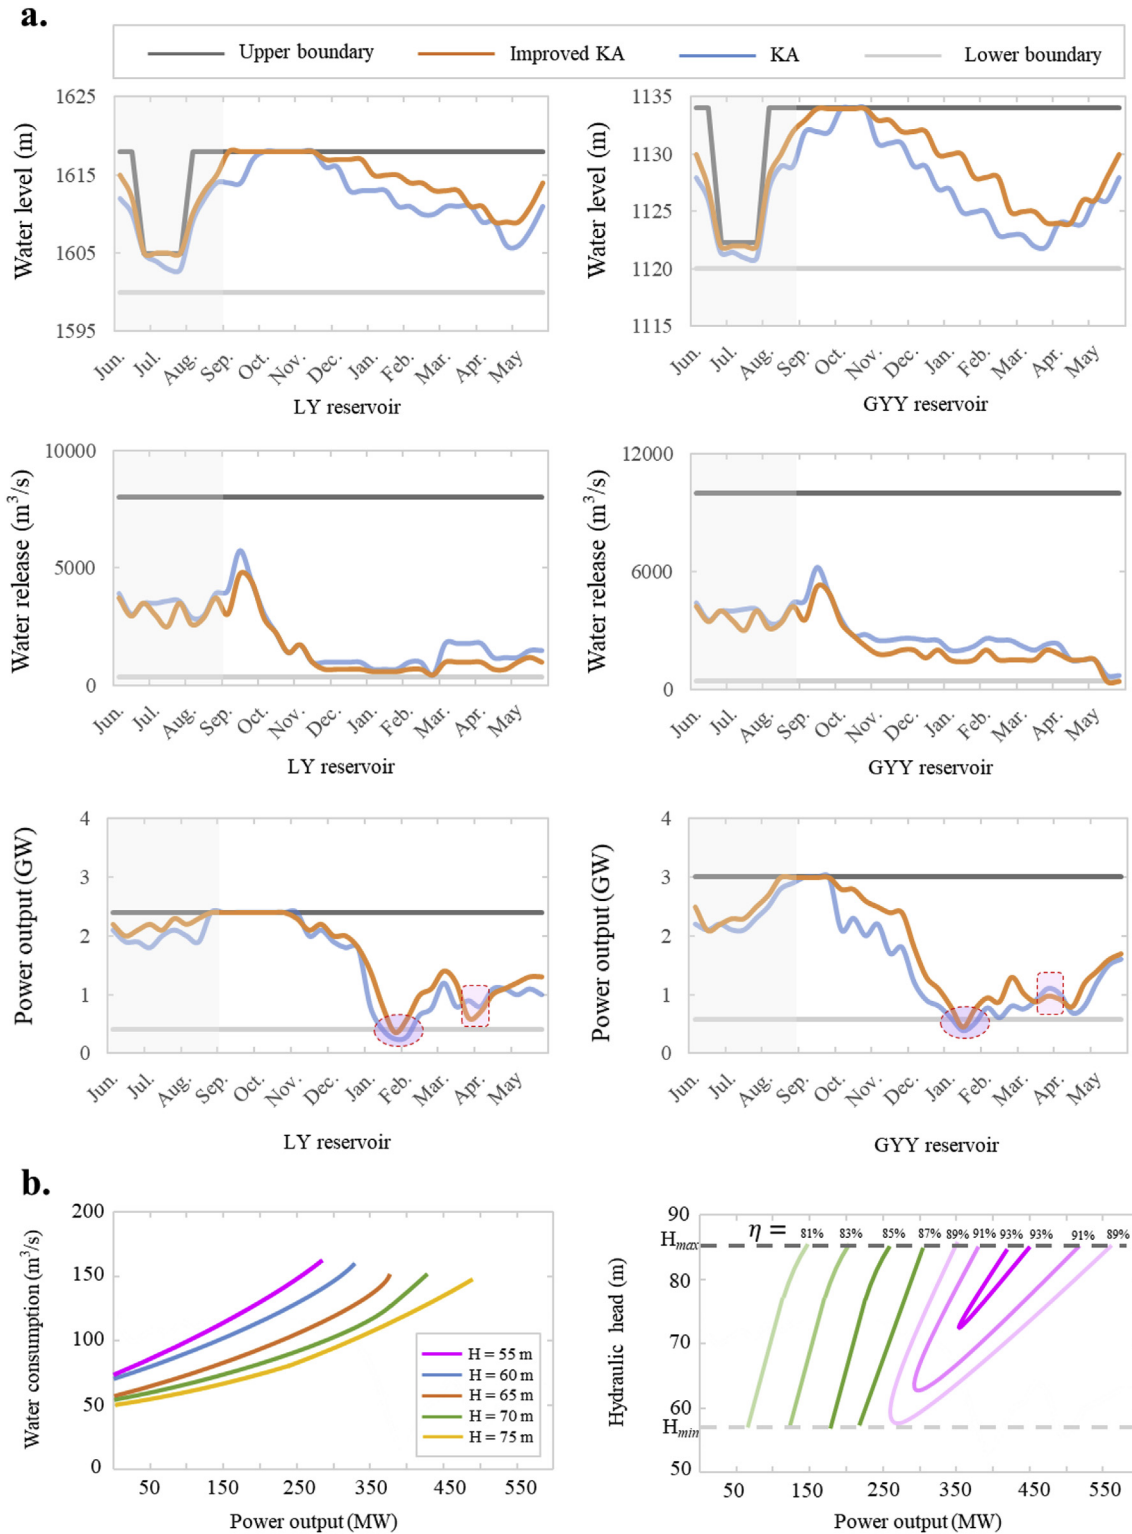 a.
Upper boundary Improved KA KA Lower boundary
Water level (m)
1625
1615
1605
1595
Jun. Jul. Aug. Sep. Oct. Nov. Dec. Jan. Feb. Mar. Apr. May
LY reservoir
Water level (m)
1135
1130
1125
1120
1115
Jun. Jul. Aug. Sep. Oct. Nov. Dec. Jan. Feb. Mar. Apr. May
GYY reservoir
Water release (m³/s)
10000
5000
0
Jun. Jul. Aug. Sep. Oct. Nov. Dec. Jan. Feb. Mar. Apr. May
LY reservoir
Water release (m³/s)
12000
6000
0
Jun. Jul. Aug. Sep. Oct. Nov. Dec. Jan. Feb. Mar. Apr. May
GYY reservoir
Power output (GW)
4
3
2
1
0
Jun. Jul. Aug. Sep. Oct. Nov. Dec. Jan. Feb. Mar. Apr. May
LY reservoir
Power output (GW)
4
3
2
1
0
Jun. Jul. Aug. Sep. Oct. Nov. Dec. Jan. Feb. Mar. Apr. May
GYY reservoir
b.
Water consumption (m³/s)
200
150
100
50
0
H = 55 m
H = 60 m
H = 65 m
H = 70 m
H = 75 m
50 150 250 350 450 550
Power output (MW)
Hydraulic head (m)
90
η = 81% 83% 85% 87% 89% 91% 93% 93% 91% 89%
Hmax
80
70
60
Hmin
50
50 150 250 350 450 550
Power output (MW)